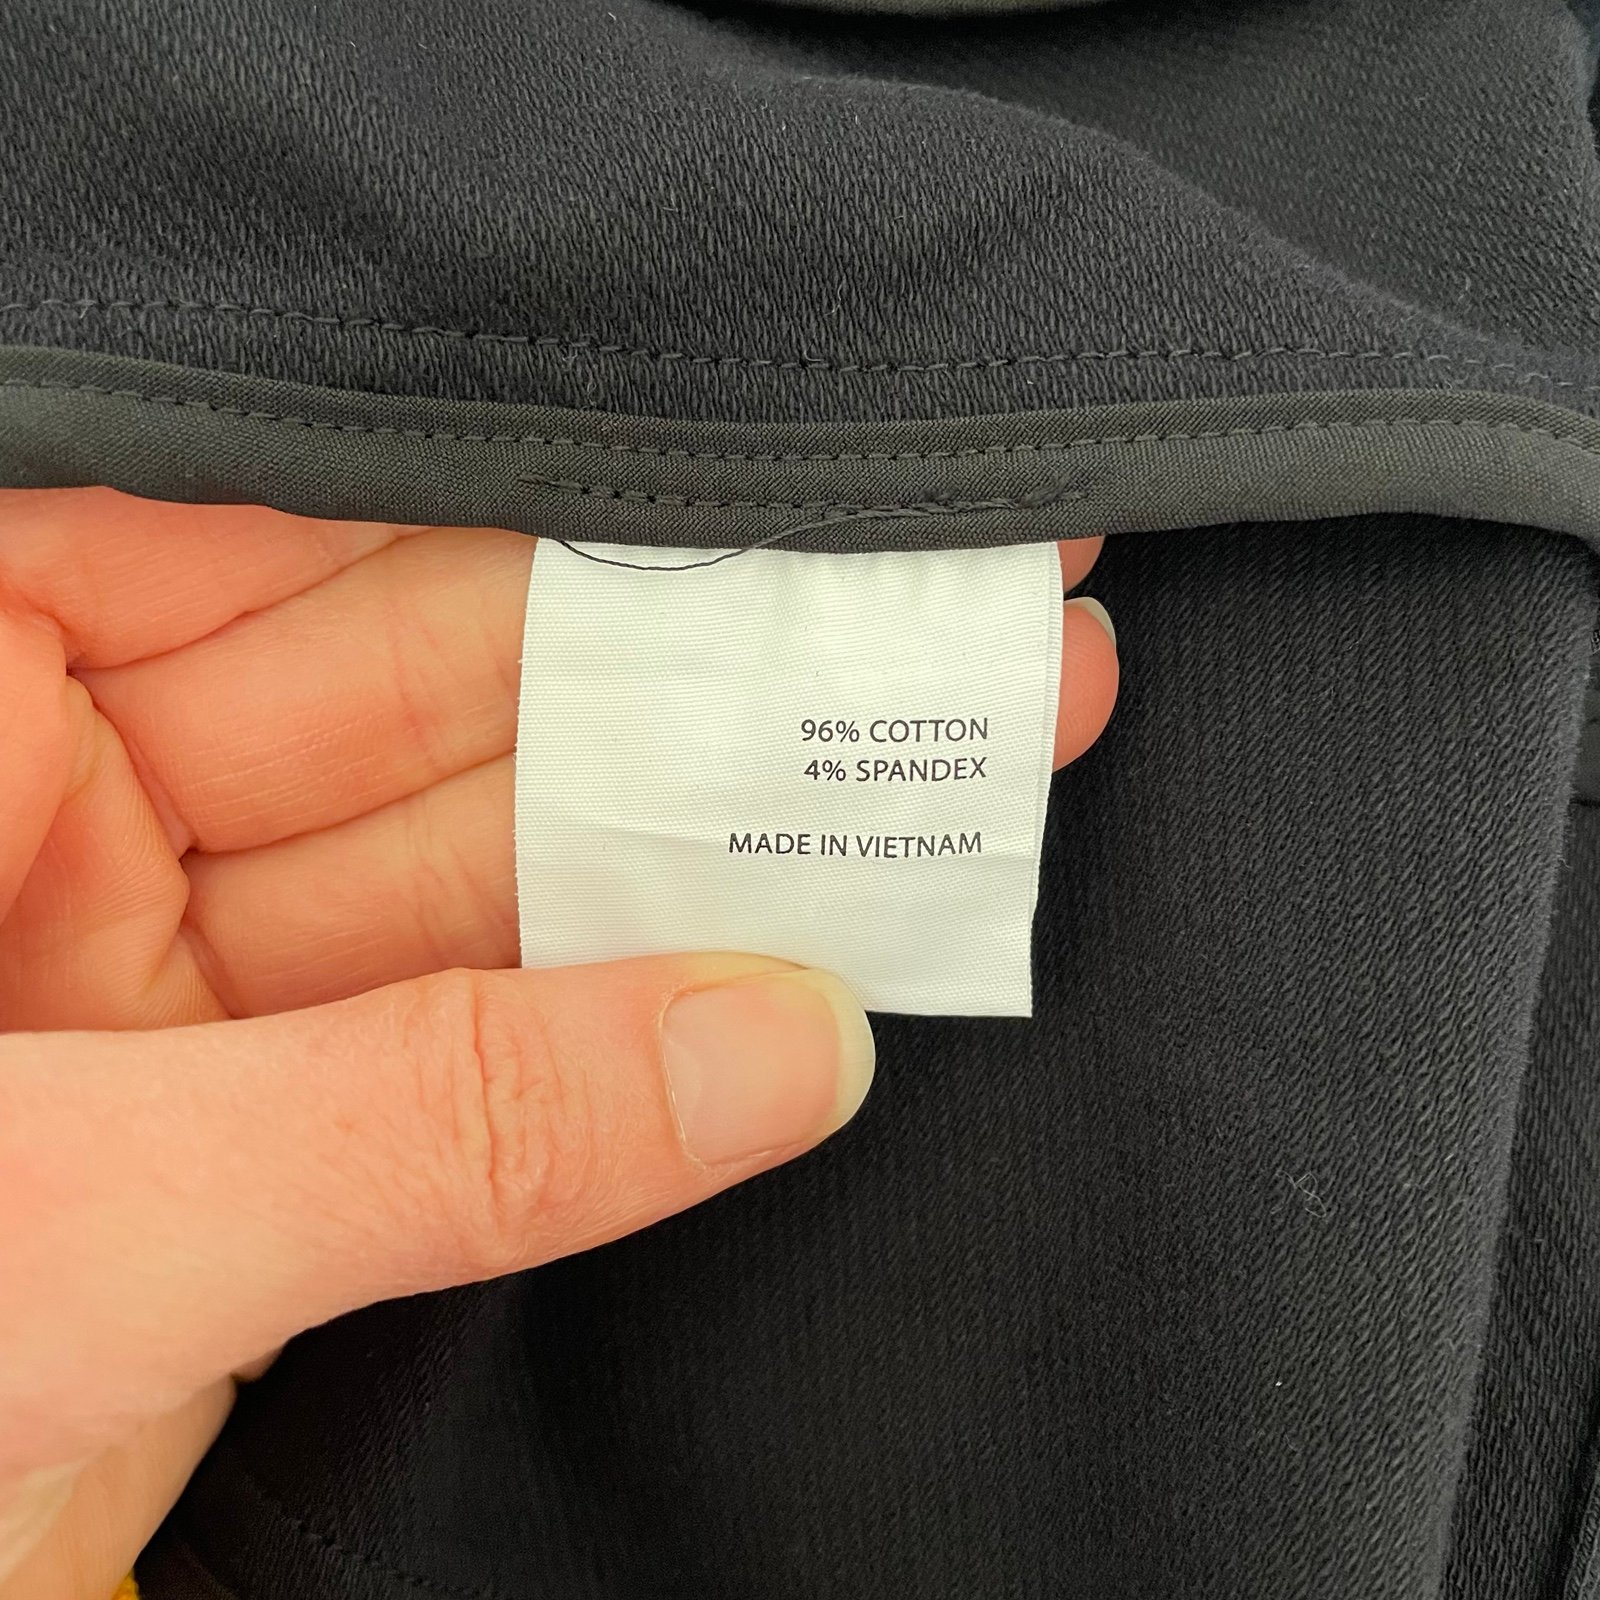 96% COTTON
4% SPANDEX
MADE IN VIETNAM